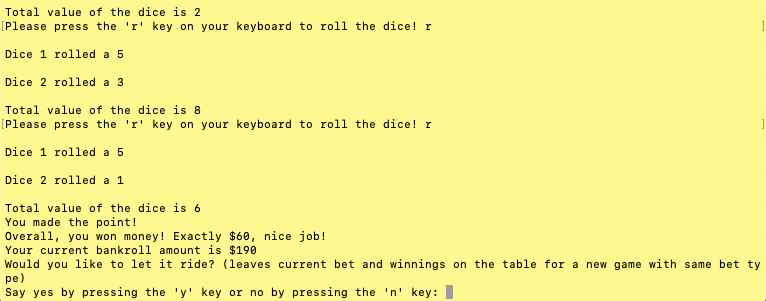 Total value of the dice is 2
[Please press the 'r' key on your keyboard to roll the dice! r ]
Dice 1 rolled a 5
Dice 2 rolled a 3
Total value of the dice is 8
[Please press the 'r' key on your keyboard to roll the dice! r ]
Dice 1 rolled a 5
Dice 2 rolled a 1
Total value of the dice is 6
You made the point!
Overall, you won money! Exactly $60, nice job!
Your current bankroll amount is $190
Would you like to let it ride? (leaves current bet and winnings on the table for a new game with same bet ty
pe)
Say yes by pressing the 'y' key or no by pressing the 'n' key: